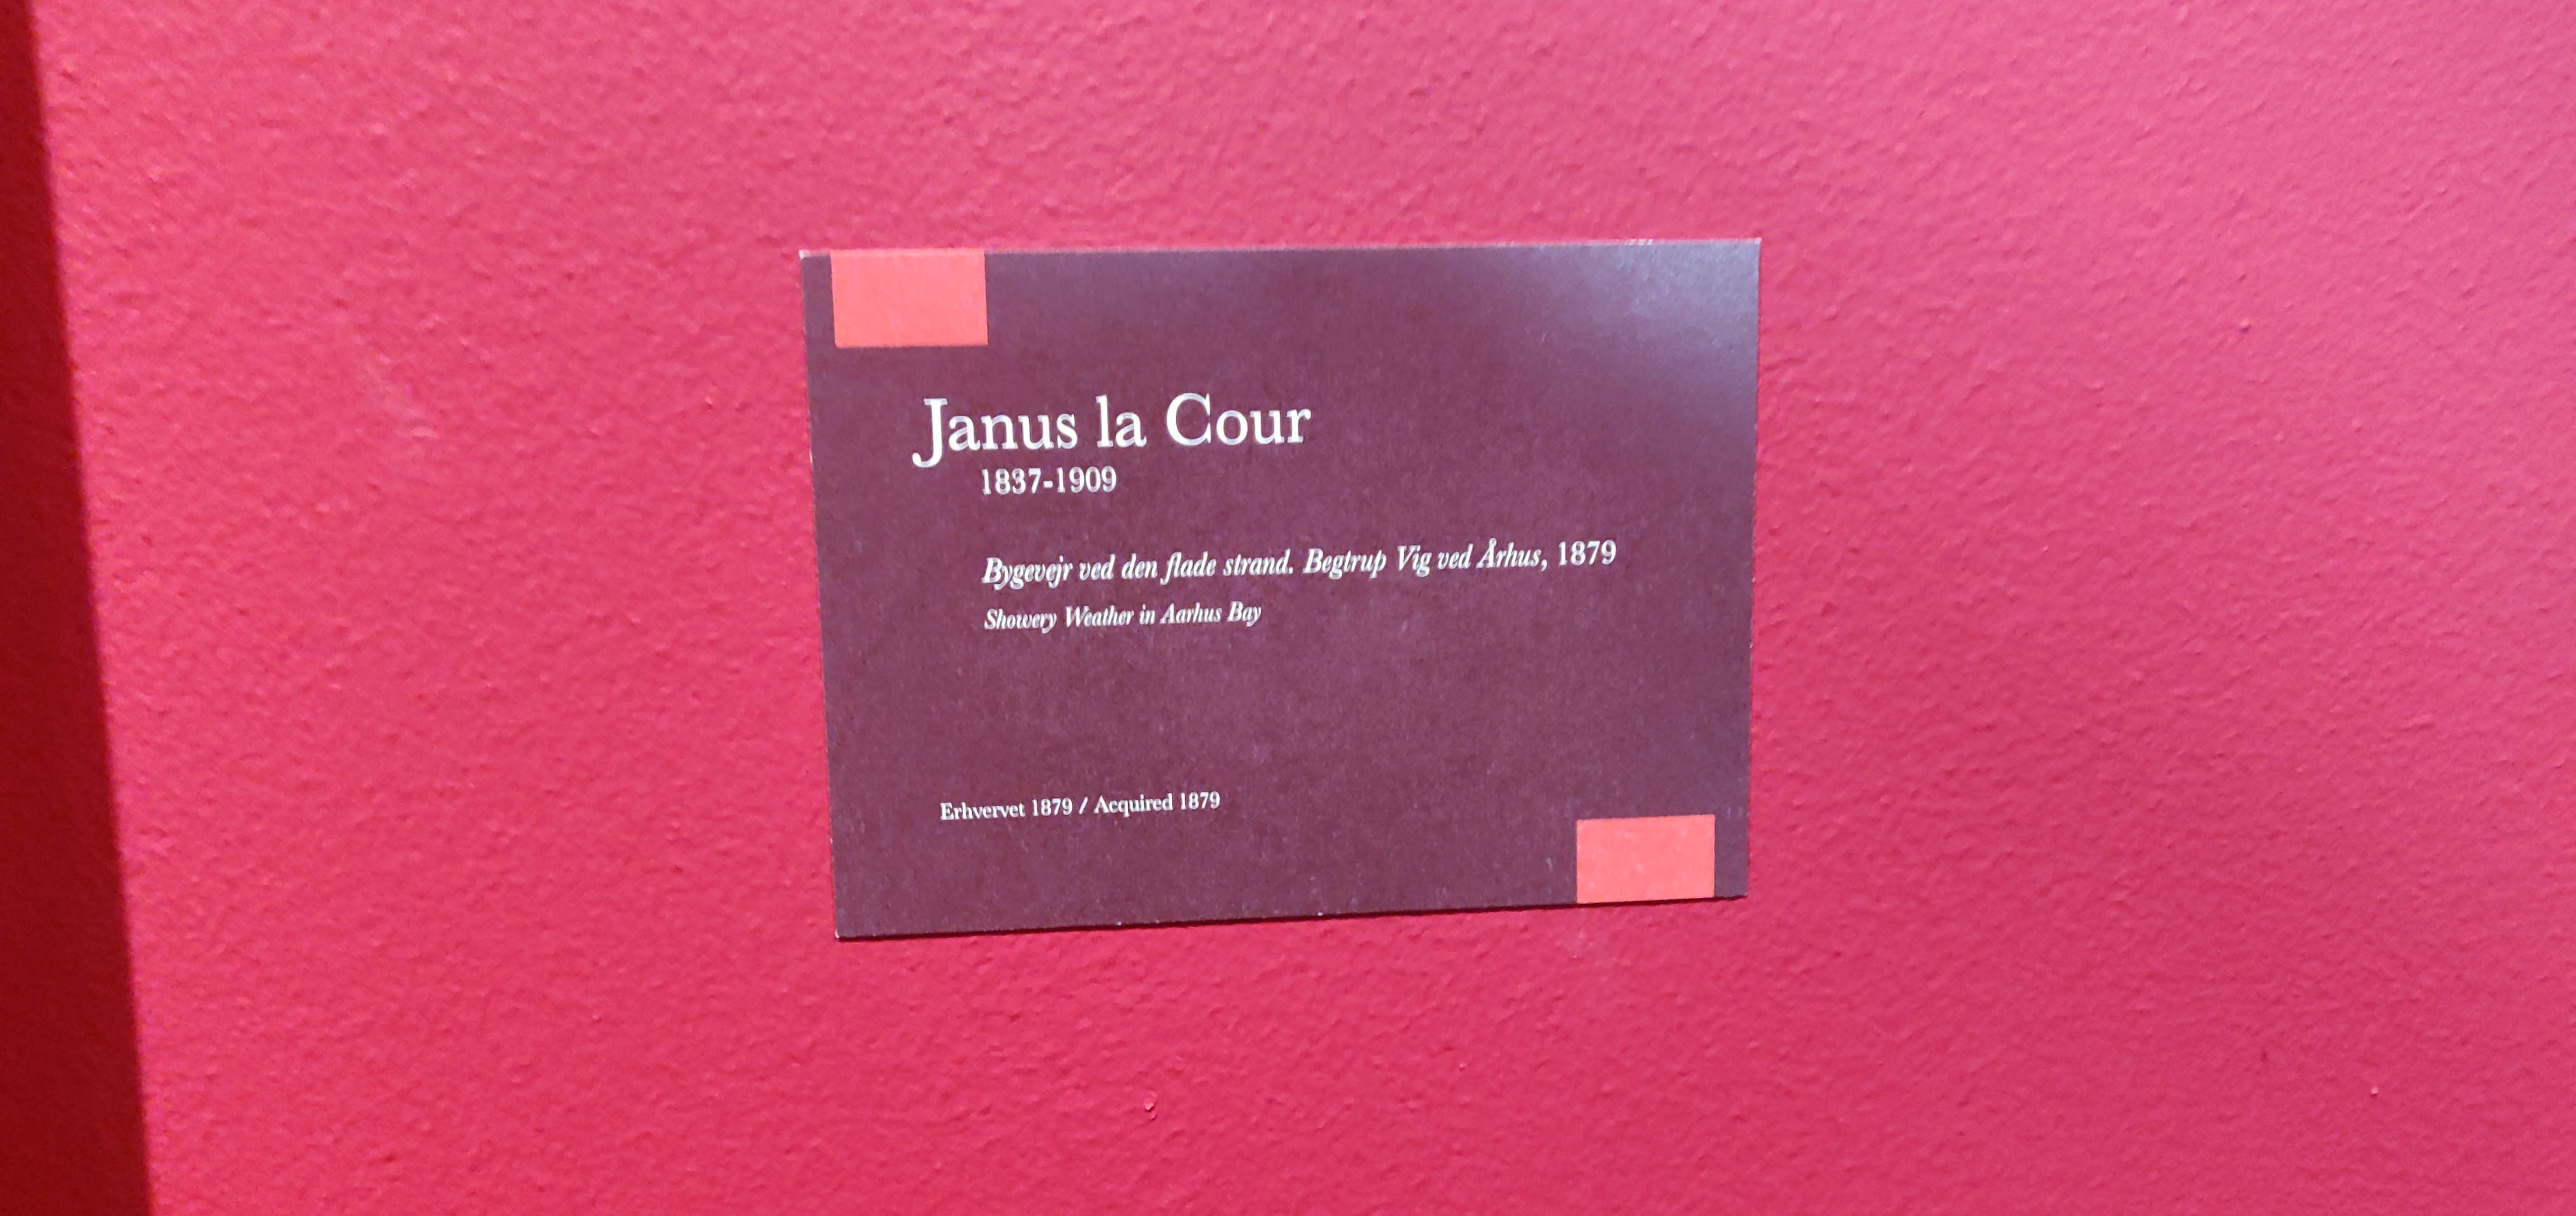 Janus la Cour
1837-1909
Bygevejr ved den flade strand. Begtrup Vig ved Århus, 1879
Showery Weather in Aarhus Bay
Erhvervet 1879 / Acquired 1879